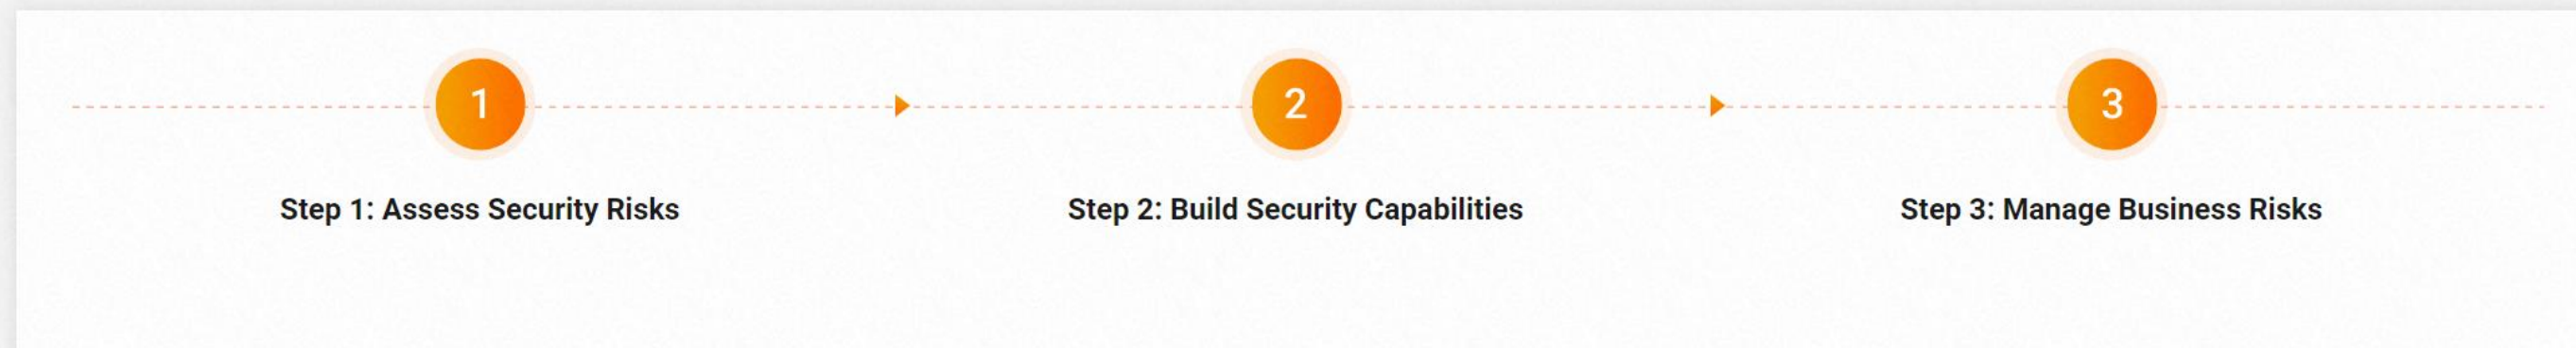 1
2
3
Step 1: Assess Security Risks
Step 2: Build Security Capabilities
Step 3: Manage Business Risks